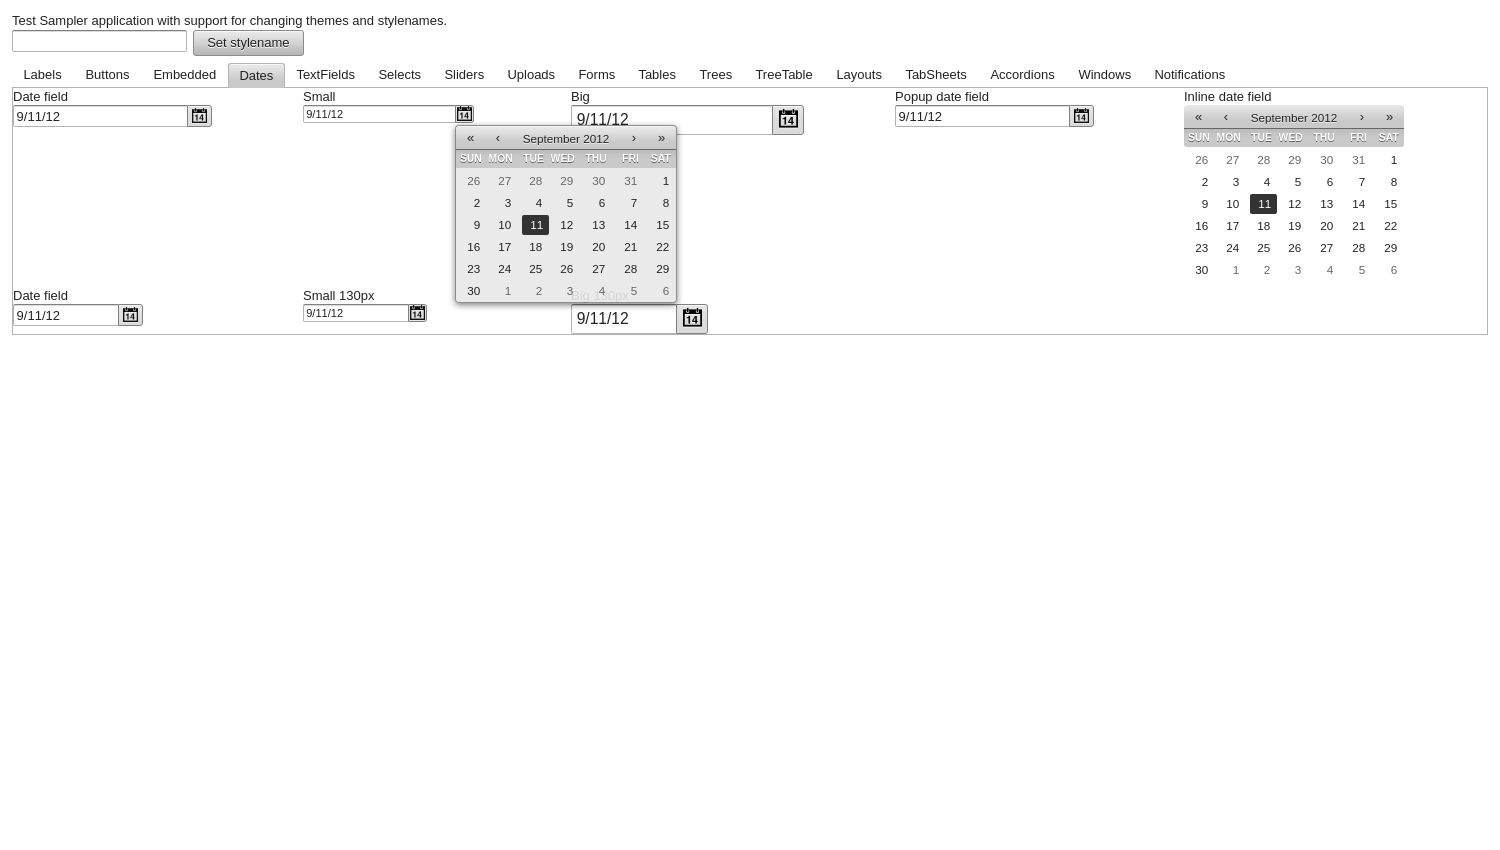 Test Sampler application with support for changing themes and stylenames.
Set stylename
Labels Buttons Embedded Dates TextFields Selects Sliders Uploads Forms Tables Trees TreeTable Layouts TabSheets Accordions Windows Notifications
Date field Small Big Popup date field Inline date field
9/11/12 14 9/11/12 14 9/11/12 14 9/11/12 14
« ‹ September 2012 › »
SUN MON TUE WED THU FRI SAT
26 27 28 29 30 31 1
2 3 4 5 6 7 8
9 10 11 12 13 14 15
16 17 18 19 20 21 22
23 24 25 26 27 28 29
30 1 2 3 4 5 6
« ‹ September 2012 › »
SUN MON TUE WED THU FRI SAT
26 27 28 29 30 31 1
2 3 4 5 6 7 8
9 10 11 12 13 14 15
16 17 18 19 20 21 22
23 24 25 26 27 28 29
30 1 2 3 4 5 6
Date field Small 130px Big 130px
9/11/12 14 9/11/12 14 9/11/12 14